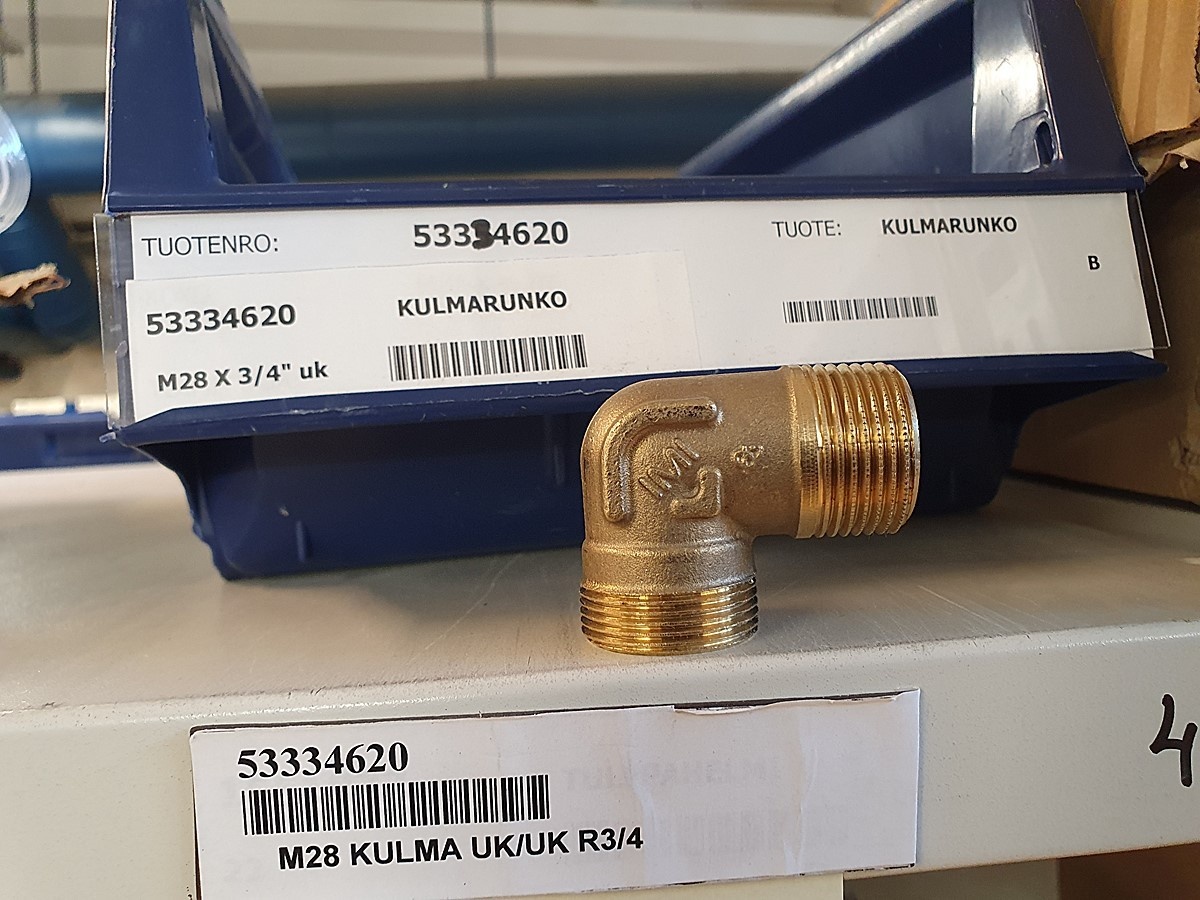 TUOTENRO: 53334620 TUOTE: KULMARUNKO
B
53334620 KULMARUNKO
M28 X 3/4" uk
IMI
53334620
M28 KULMA UK/UK R3/4
4